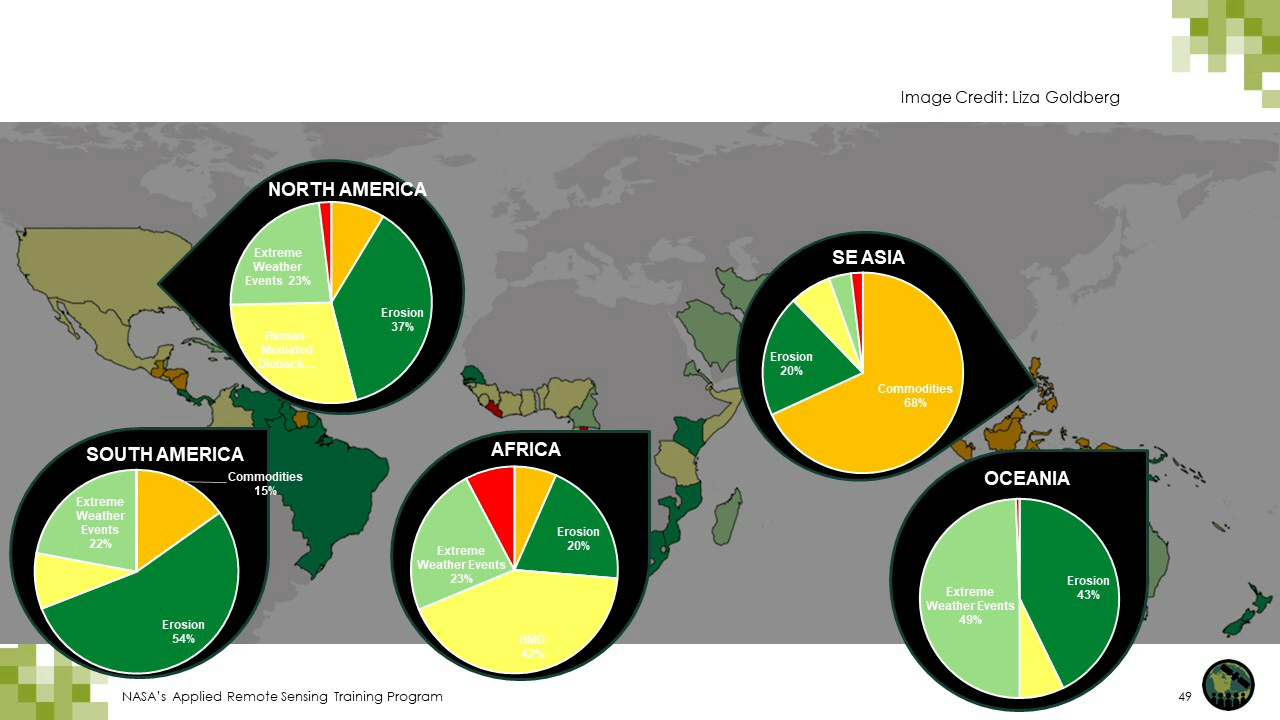 Image Credit: Liza Goldberg
NORTH AMERICA
Extreme
Weather
Events 23%
Erosion
37%
Human-
Mediated
Dieback…
SE ASIA
Erosion
20%
Commodities
68%
SOUTH AMERICA
Commodities
15%
Extreme
Weather
Events
22%
Erosion
54%
AFRICA
Erosion
20%
Extreme
Weather Events
23%
HMD
42%
OCEANIA
Erosion
43%
Extreme
Weather Events
49%
NASA's Applied Remote Sensing Training Program
49